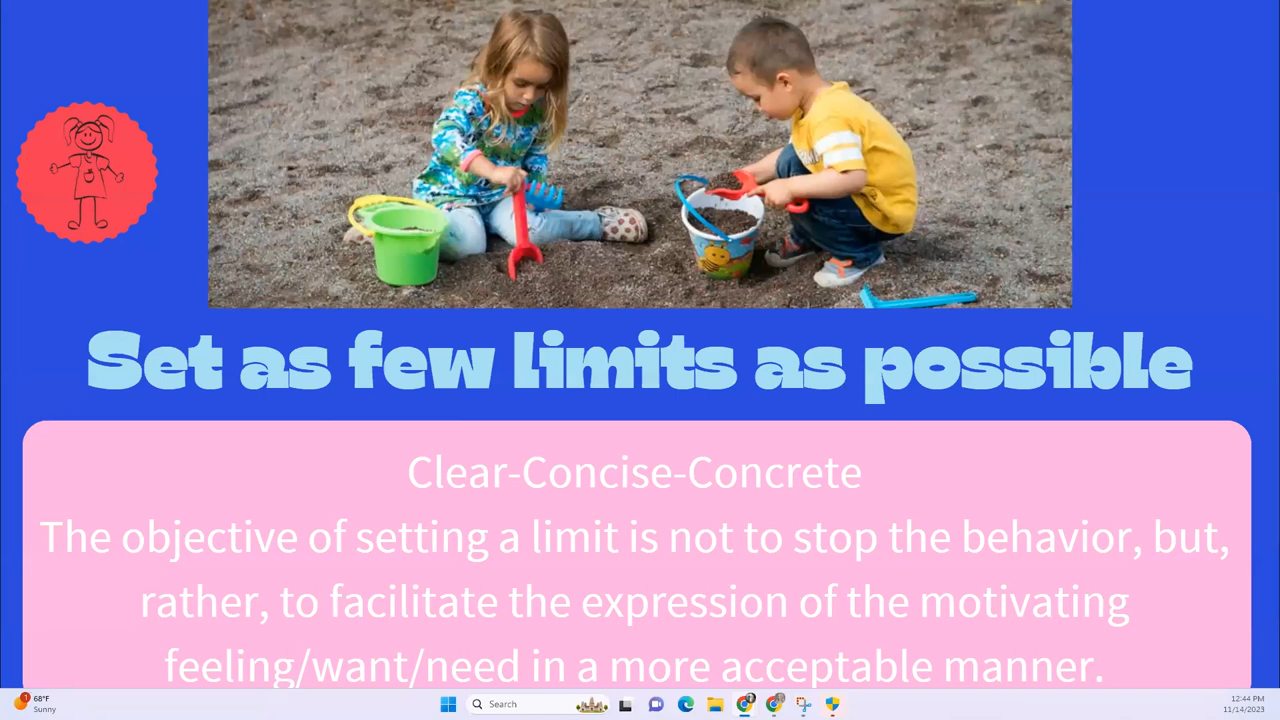 Set as few limits as possible
Clear-Concise-Concrete
The objective of setting a limit is not to stop the behavior, but,
rather, to facilitate the expression of the motivating
feeling/want/need in a more acceptable manner.
1
68°F
Sunny
Search
12:44 PM
11/14/2023